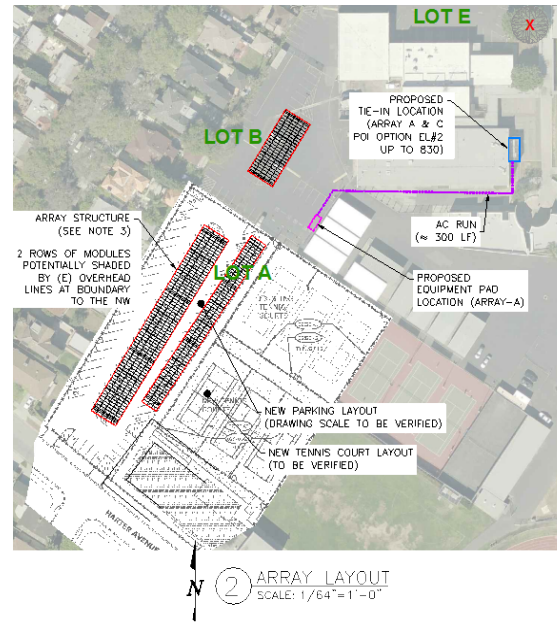 LOT E
X
PROPOSED
TIE-IN LOCATION
(ARRAY A & C
POI OPTION EL#2
UP TO 830)
LOT B
ARRAY STRUCTURE
(SEE NOTE 3)
2 ROWS OF MODULES
POTENTIALLY SHADED
BY (E) OVERHEAD
LINES AT BOUNDARY
TO THE NW
LOT A
AC RUN
(≈ 300 LF)
PROPOSED
EQUIPMENT PAD
LOCATION (ARRAY-A)
TENNIS
COURTS
NEW PARKING LAYOUT
(DRAWING SCALE TO BE VERIFIED)
NEW TENNIS COURT LAYOUT
(TO BE VERIFIED)
HARTER AVENUE
N
2
ARRAY LAYOUT
SCALE: 1/64"=1'-0"